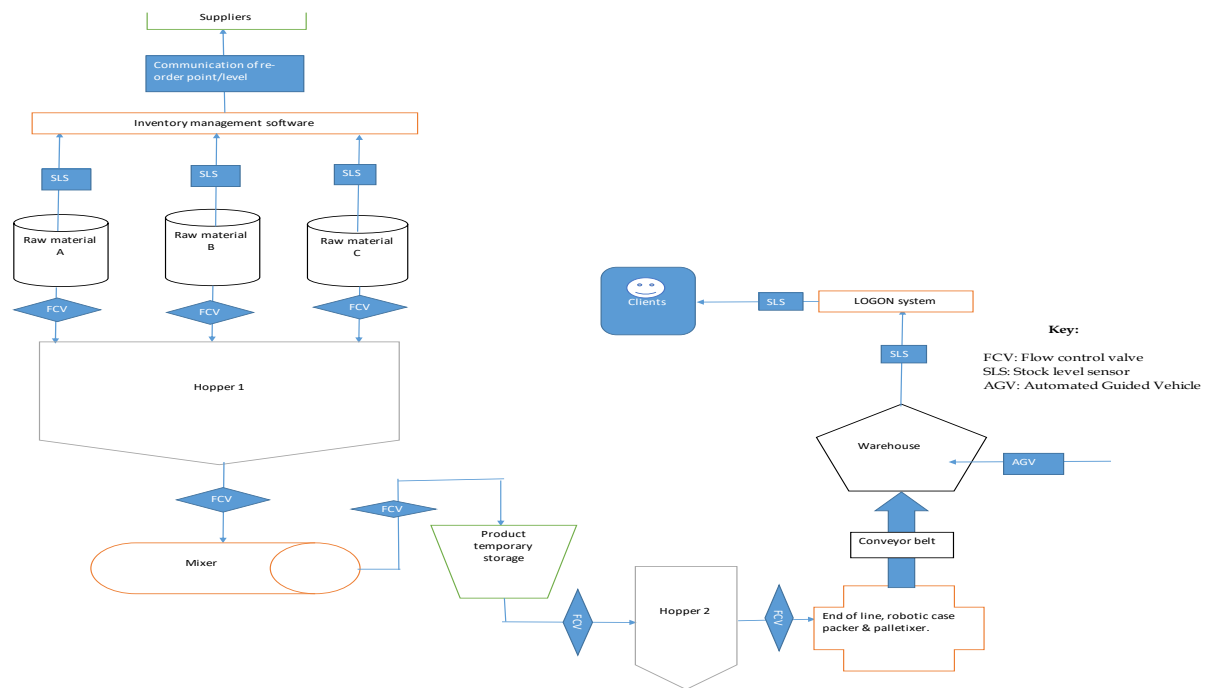 Suppliers
Communication of re-
order point/level
Inventory management software
SLS
SLS
SLS
Raw material
A
Raw material
B
Raw material
C
FCV
FCV
FCV
Hopper 1
FCV
Mixer
FCV
Product
temporary
storage
FCV
Hopper 2
FCV
End of line, robotic case
packer & palletixer.
Conveyor belt
Warehouse
AGV
SLS
LOGON system
SLS
Clients
Key:
FCV: Flow control valve
SLS: Stock level sensor
AGV: Automated Guided Vehicle